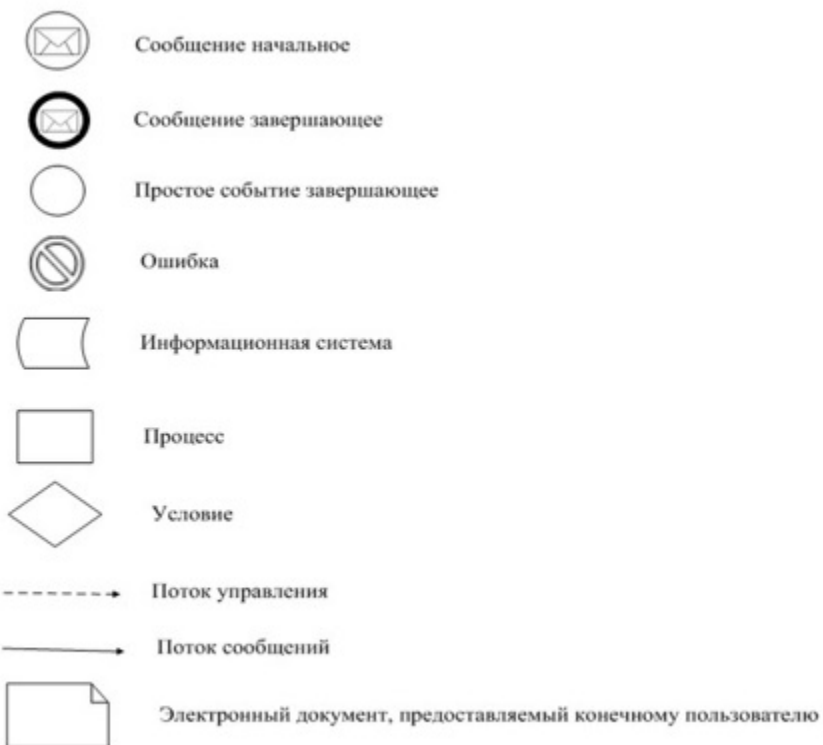 Сообщение начальное
Сообщение завершающее
Простое событие завершающее
Ошибка
Информационная система
Процесс
Условие
Поток управления
Поток сообщений
Электронный документ, предоставляемый конечному пользователю